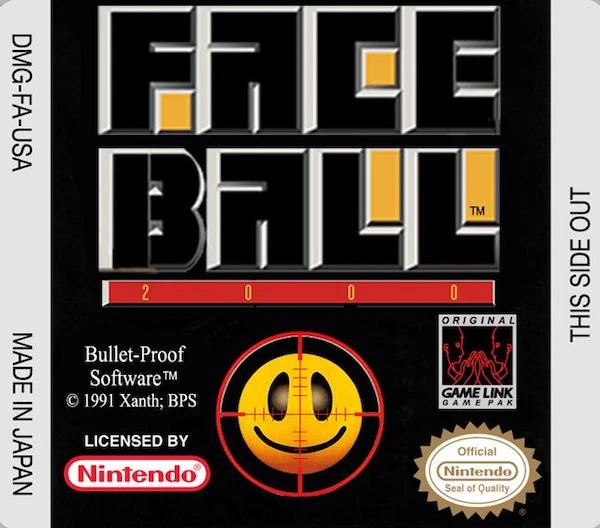 DMG-FA-USA
MADE IN JAPAN
FACE
BALL
TM
2 0 0 0
Bullet-Proof
Software™
© 1991 Xanth; BPS
LICENSED BY
Nintendo®
ORIGINAL
GAME LINK
GAME PAK
Official
Nintendo
Seal of Quality
®
THIS SIDE OUT